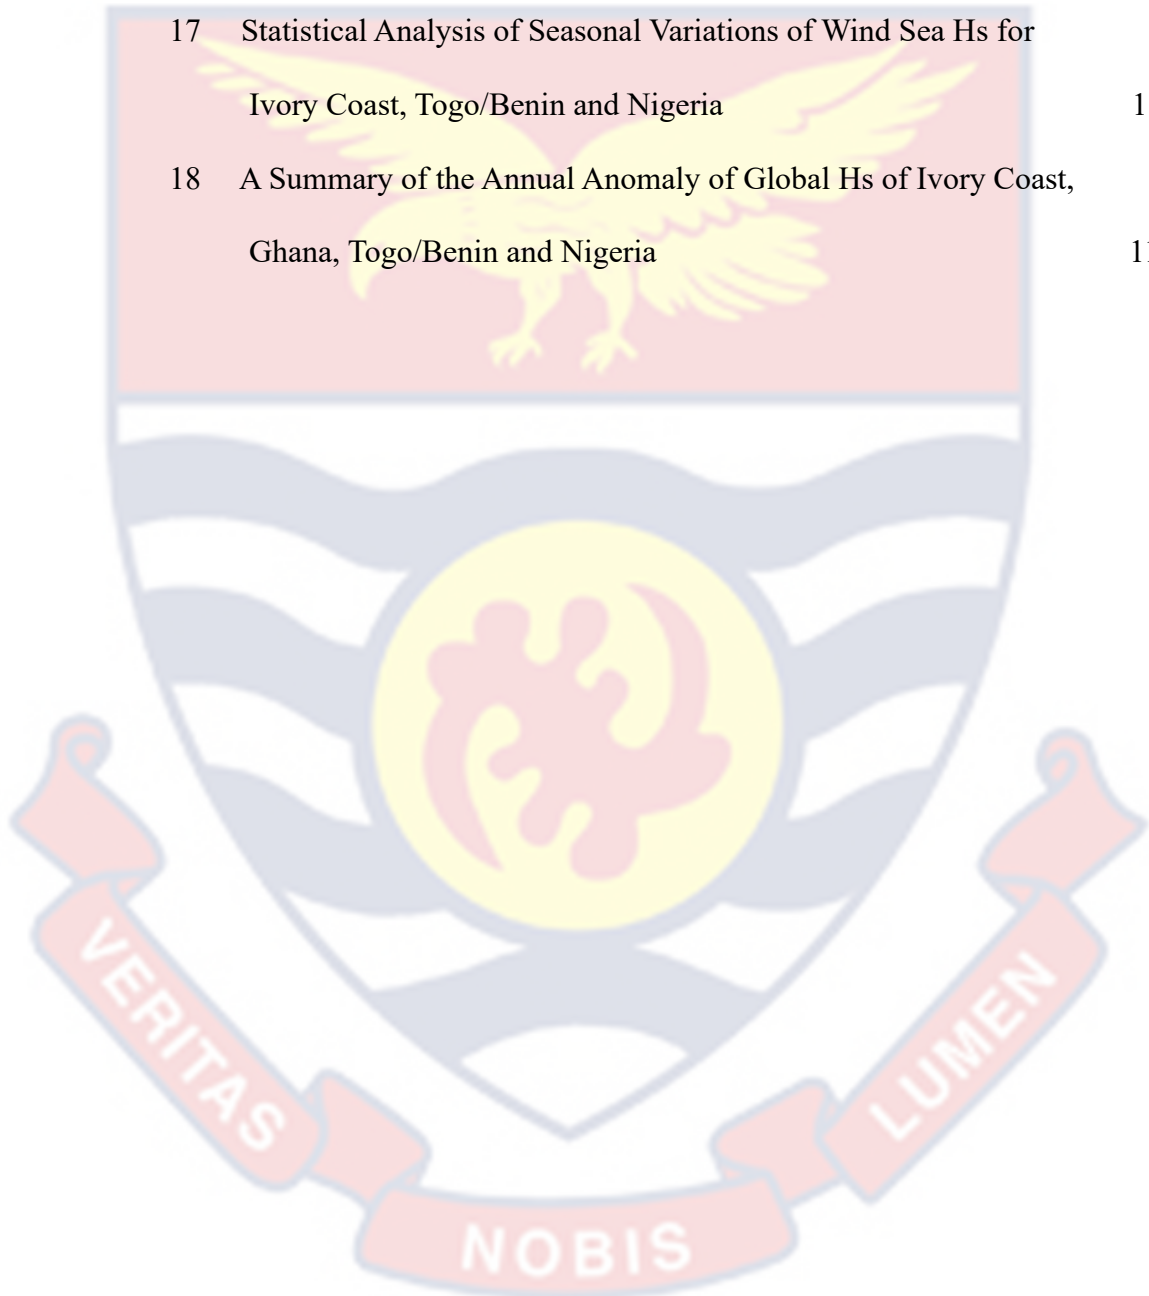 17 Statistical Analysis of Seasonal Variations of Wind Sea Hs for
Ivory Coast, Togo/Benin and Nigeria
18 A Summary of the Annual Anomaly of Global Hs of Ivory Coast,
Ghana, Togo/Benin and Nigeria
VERITAS
NOBIS
LUMEN